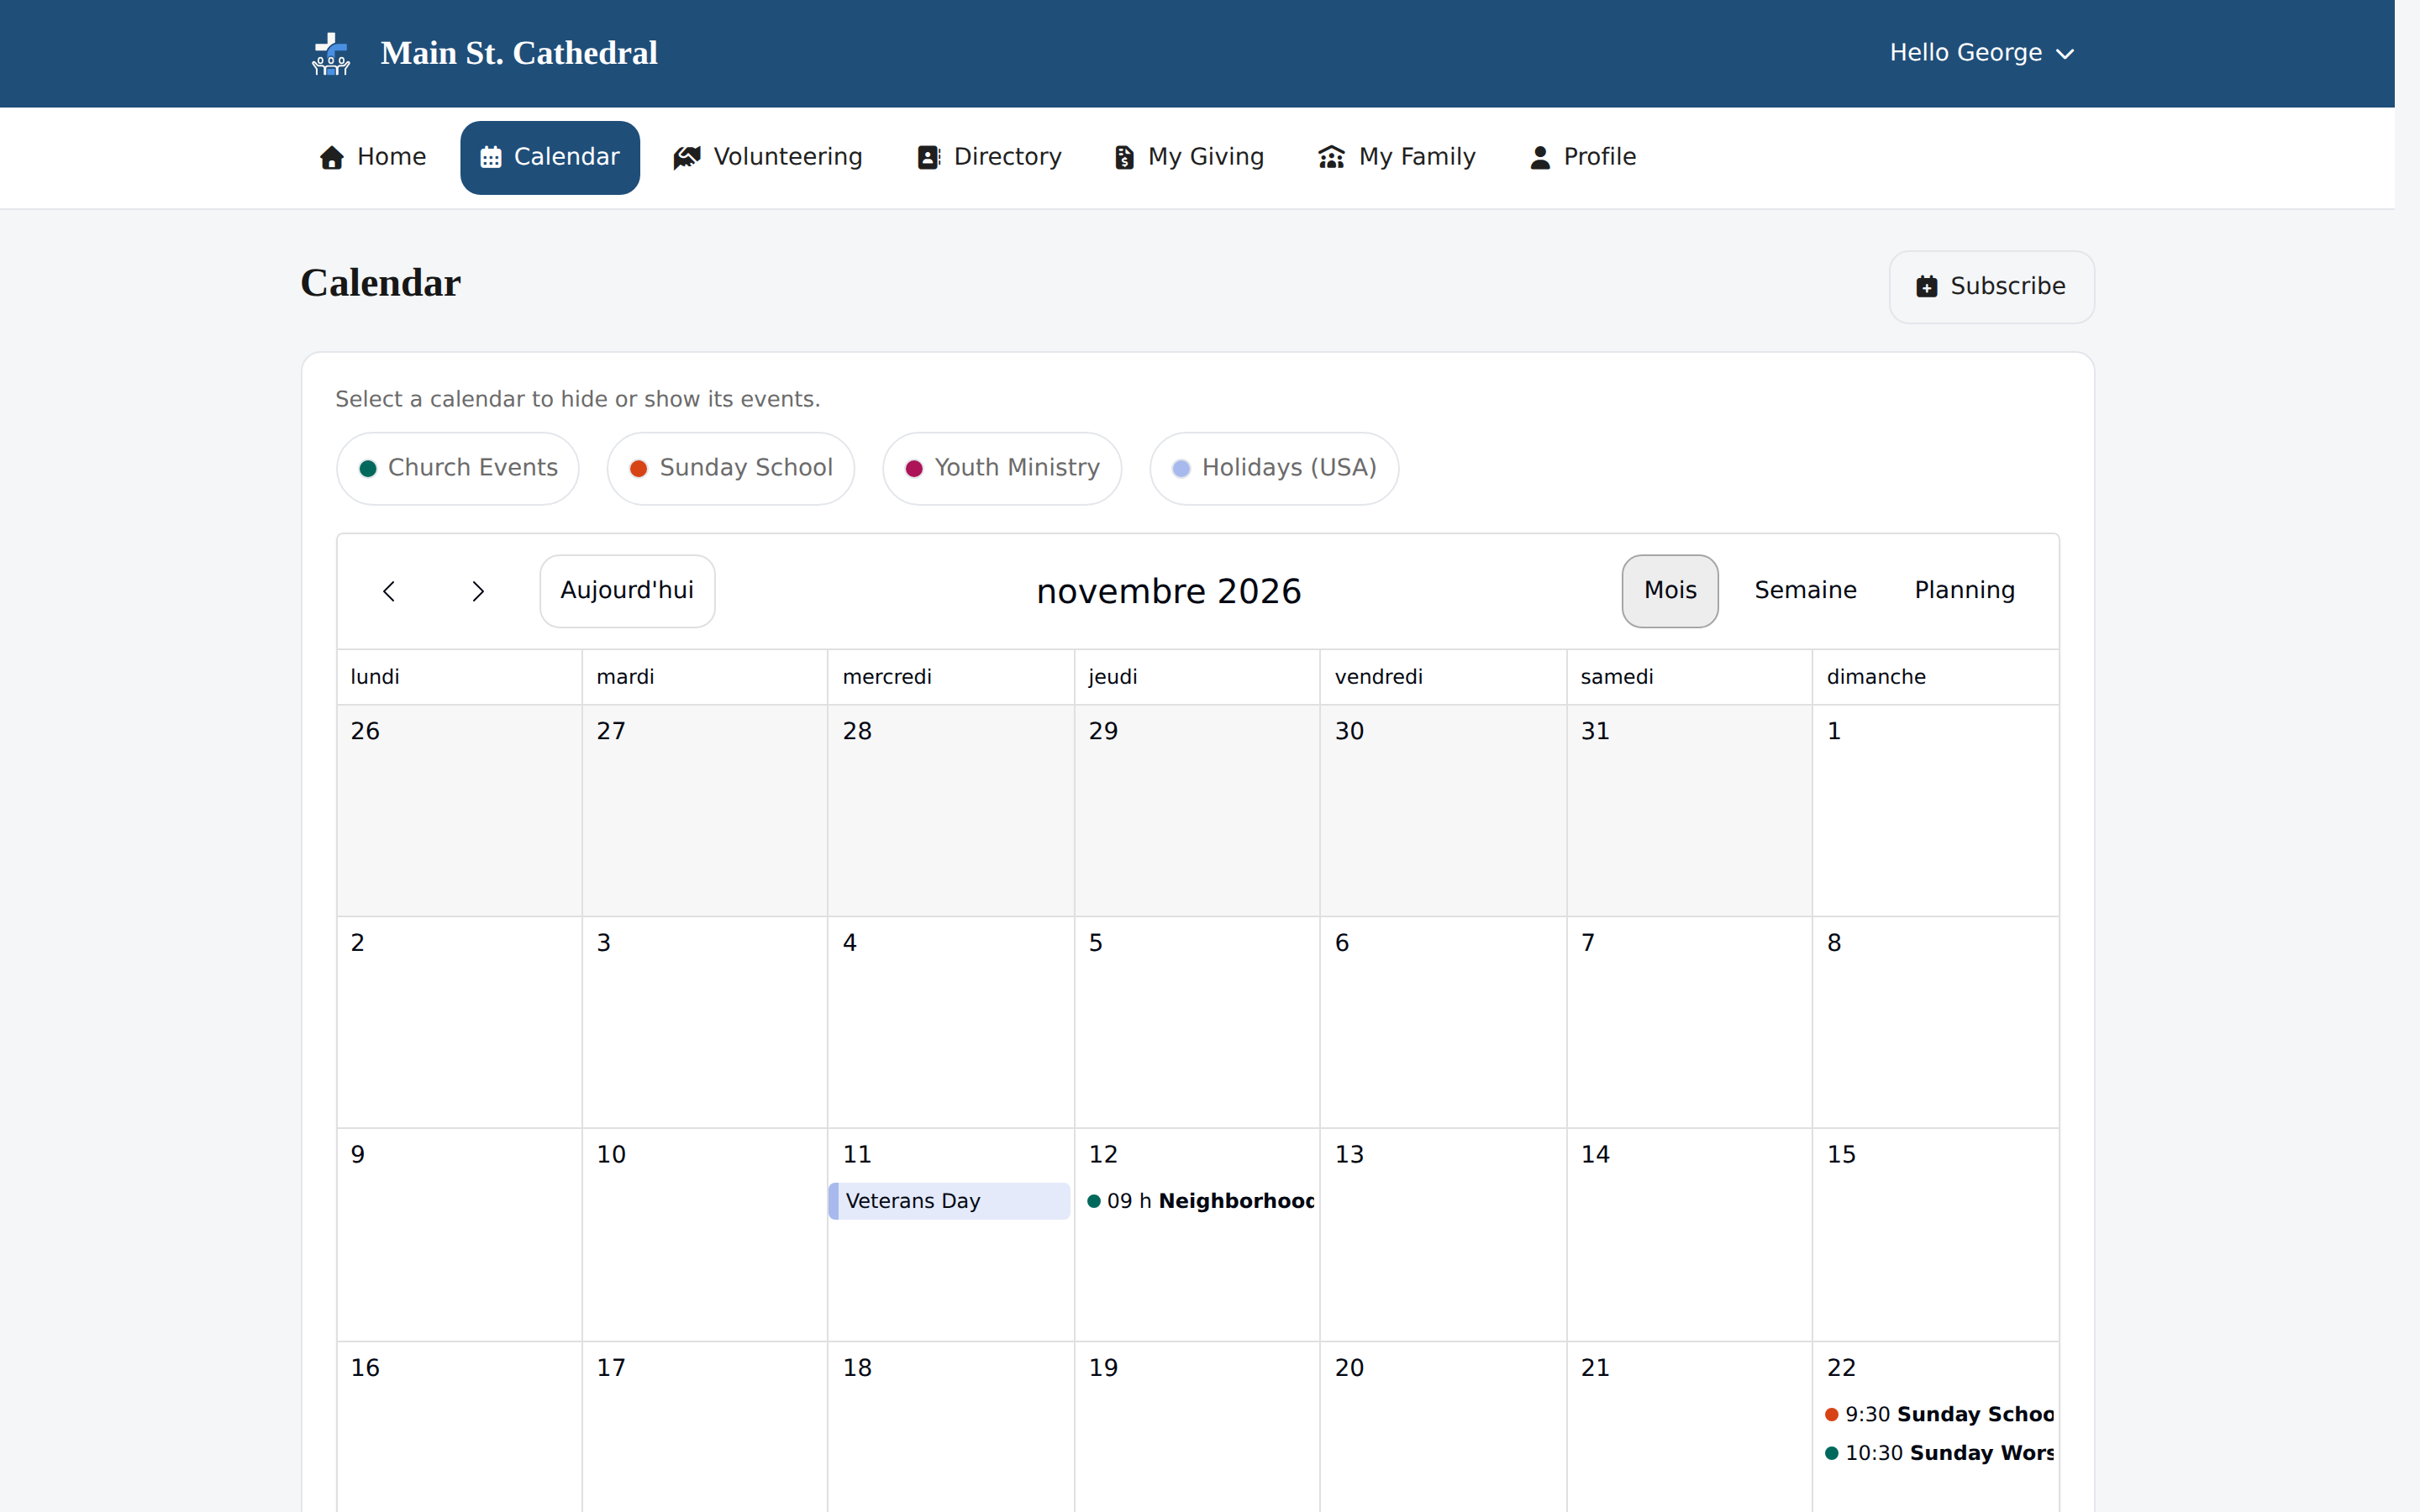 Main St. Cathedral
Hello George
Home Calendar Volunteering Directory My Giving My Family Profile
Calendar
Subscribe
Select a calendar to hide or show its events.
Church Events Sunday School Youth Ministry Holidays (USA)
Aujourd'hui novembre 2026 Mois Semaine Planning
lundi mardi mercredi jeudi vendredi samedi dimanche
26 27 28 29 30 31 1
2 3 4 5 6 7 8
9 10 11 12 13 14 15
Veterans Day 09 h Neighborhood
16 17 18 19 20 21 22
9:30 Sunday Schoo
10:30 Sunday Wors